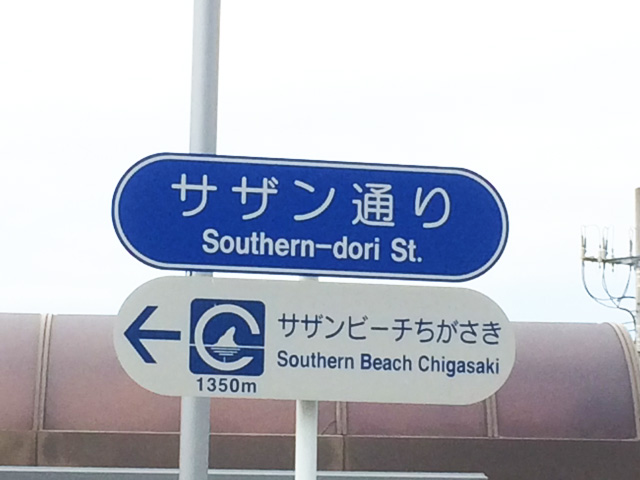 サザン通り
Southern-dori St.
サザンビーチちがさき
Southern Beach Chigasaki
1350m